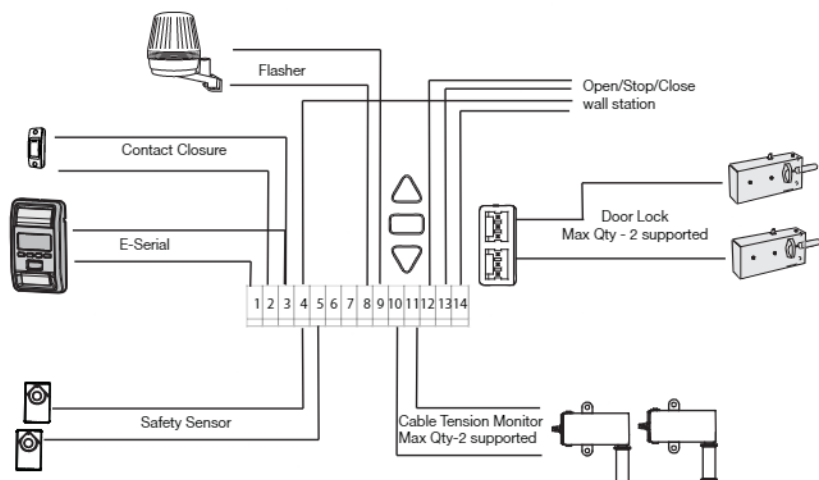 Flasher
Open/Stop/Close
wall station
Contact Closure
Door Lock
Max Qty - 2 supported
E-Serial
1 2 3 4 5 6 7 8 9 10 11 12 13 14
Safety Sensor
Cable Tension Monitor
Max Qty-2 supported